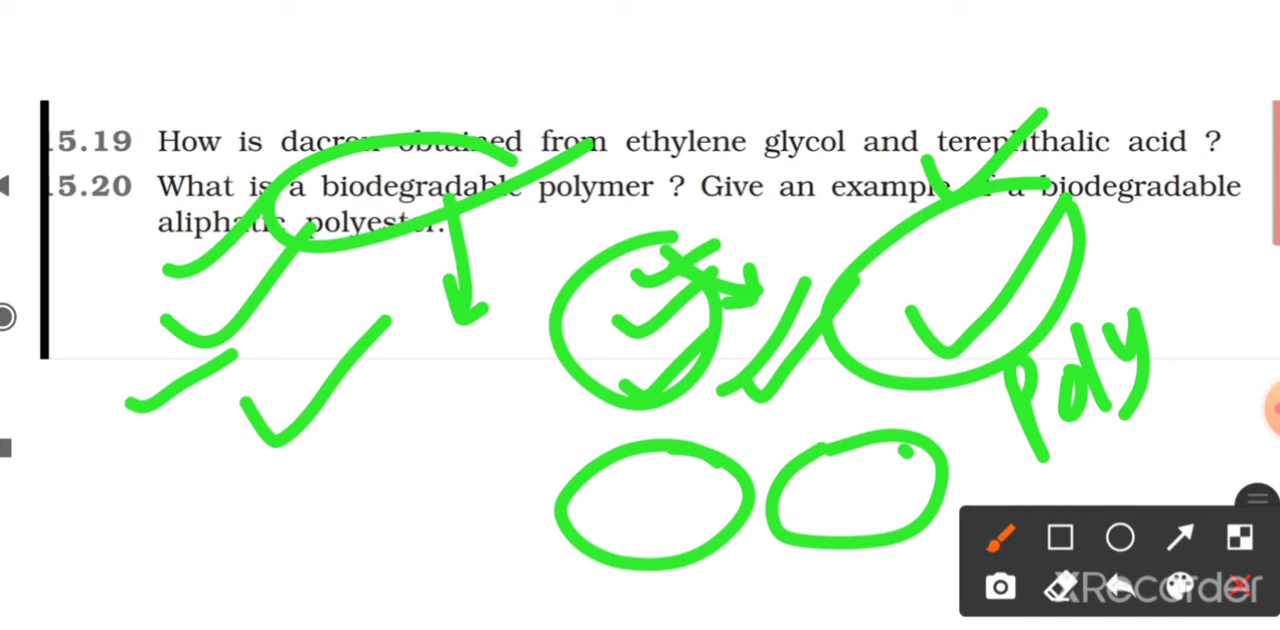 15.19 How is dacron obtained from ethylene glycol and terephthalic acid ?
15.20 What is a biodegradable polymer ? Give an example of a biodegradable
aliphatic polyester.
Poly
XRecorder